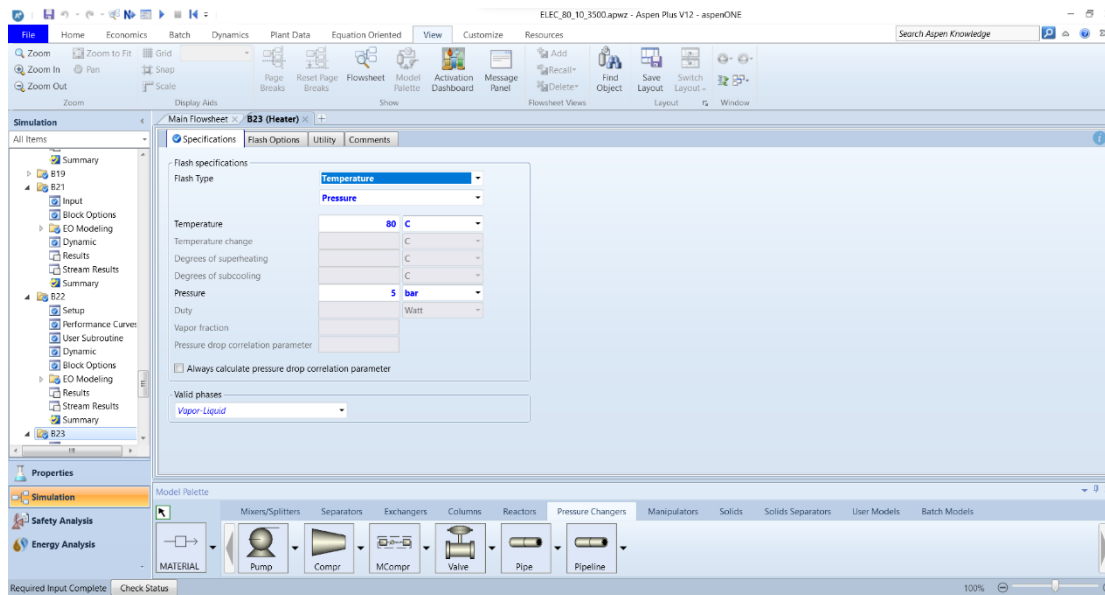 ELEC_80_10_3500.apwz - Aspen Plus V12 - aspenONE
File Home Economics Batch Dynamics Plant Data Equation Oriented View Customize Resources Search Aspen Knowledge
Zoom Zoom to Fit Grid
Zoom In Pan Snap
Zoom Out Scale
Page Breaks Reset Page Breaks Flowsheet Model Palette Activation Dashboard Message Panel
Add
Recall
Delete
Find Object Save Layout Switch Layout
Zoom Display Aids Show Flowsheet Views Layout Window
Simulation
Main Flowsheet B23 (Heater)
All Items
Specifications Flash Options Utility Comments
Summary
B19
B21
Input
Block Options
EO Modeling
Dynamic
Results
Stream Results
Summary
B22
Setup
Performance Curves
User Subroutine
Dynamic
Block Options
EO Modeling
Results
Stream Results
Summary
B23
Flash specifications
Flash Type Temperature
Pressure
Temperature 80 C
Temperature change C
Degrees of superheating C
Degrees of subcooling C
Pressure 5 bar
Duty Watt
Vapor fraction
Pressure drop correlation parameter
Always calculate pressure drop correlation parameter
Valid phases
Vapor-Liquid
Properties
Simulation
Safety Analysis
Energy Analysis
Model Palette
Mixers/Splitters Separators Exchangers Columns Reactors Pressure Changers Manipulators Solids Solids Separators User Models Batch Models
MATERIAL Pump Compr MCompr Valve Pipe Pipeline
Required Input Complete Check Status 100%